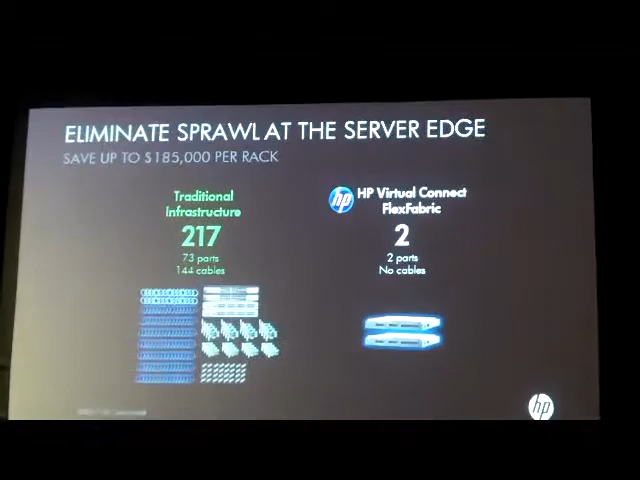 ELIMINATE SPRAWL AT THE SERVER EDGE
SAVE UP TO $185,000 PER RACK
Traditional
Infrastructure
217
73 parts
144 cables
hp HP Virtual Connect
FlexFabric
2
2 parts
No cables
hp